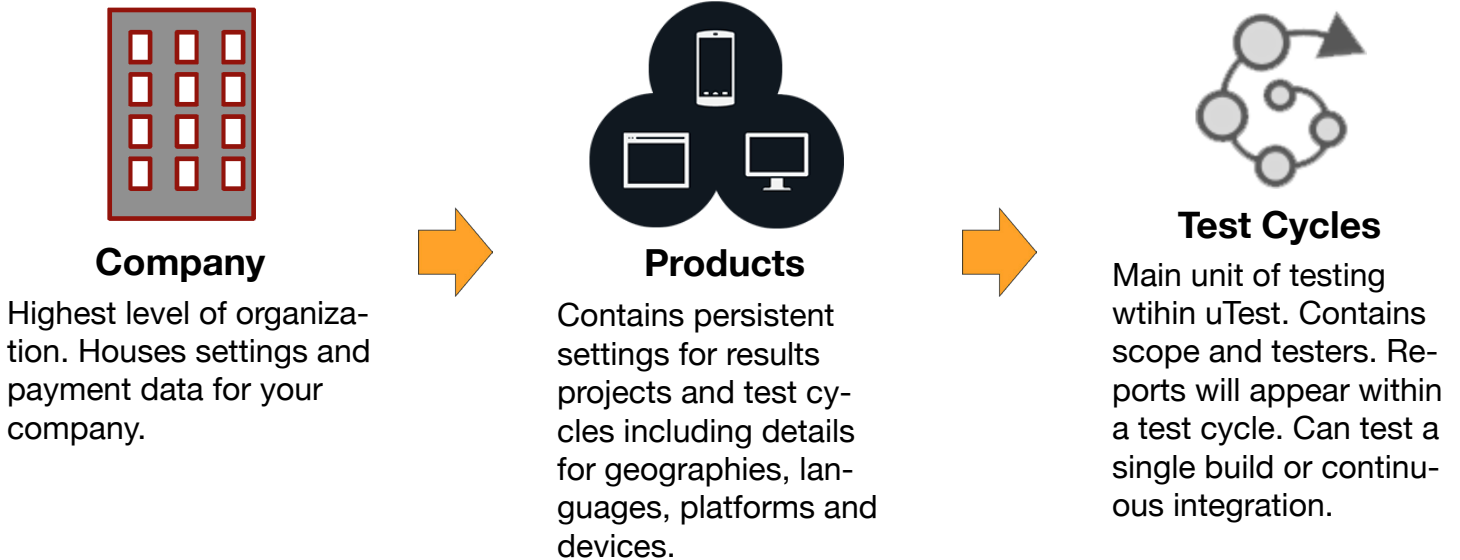 Company
Highest level of organiza-
tion. Houses settings and
payment data for your
company.
Products
Contains persistent
settings for results
projects and test cy-
cles including details
for geographies, lan-
guages, platforms and
devices.
Test Cycles
Main unit of testing
wtihin uTest. Contains
scope and testers. Re-
ports will appear within
a test cycle. Can test a
single build or continu-
ous integration.